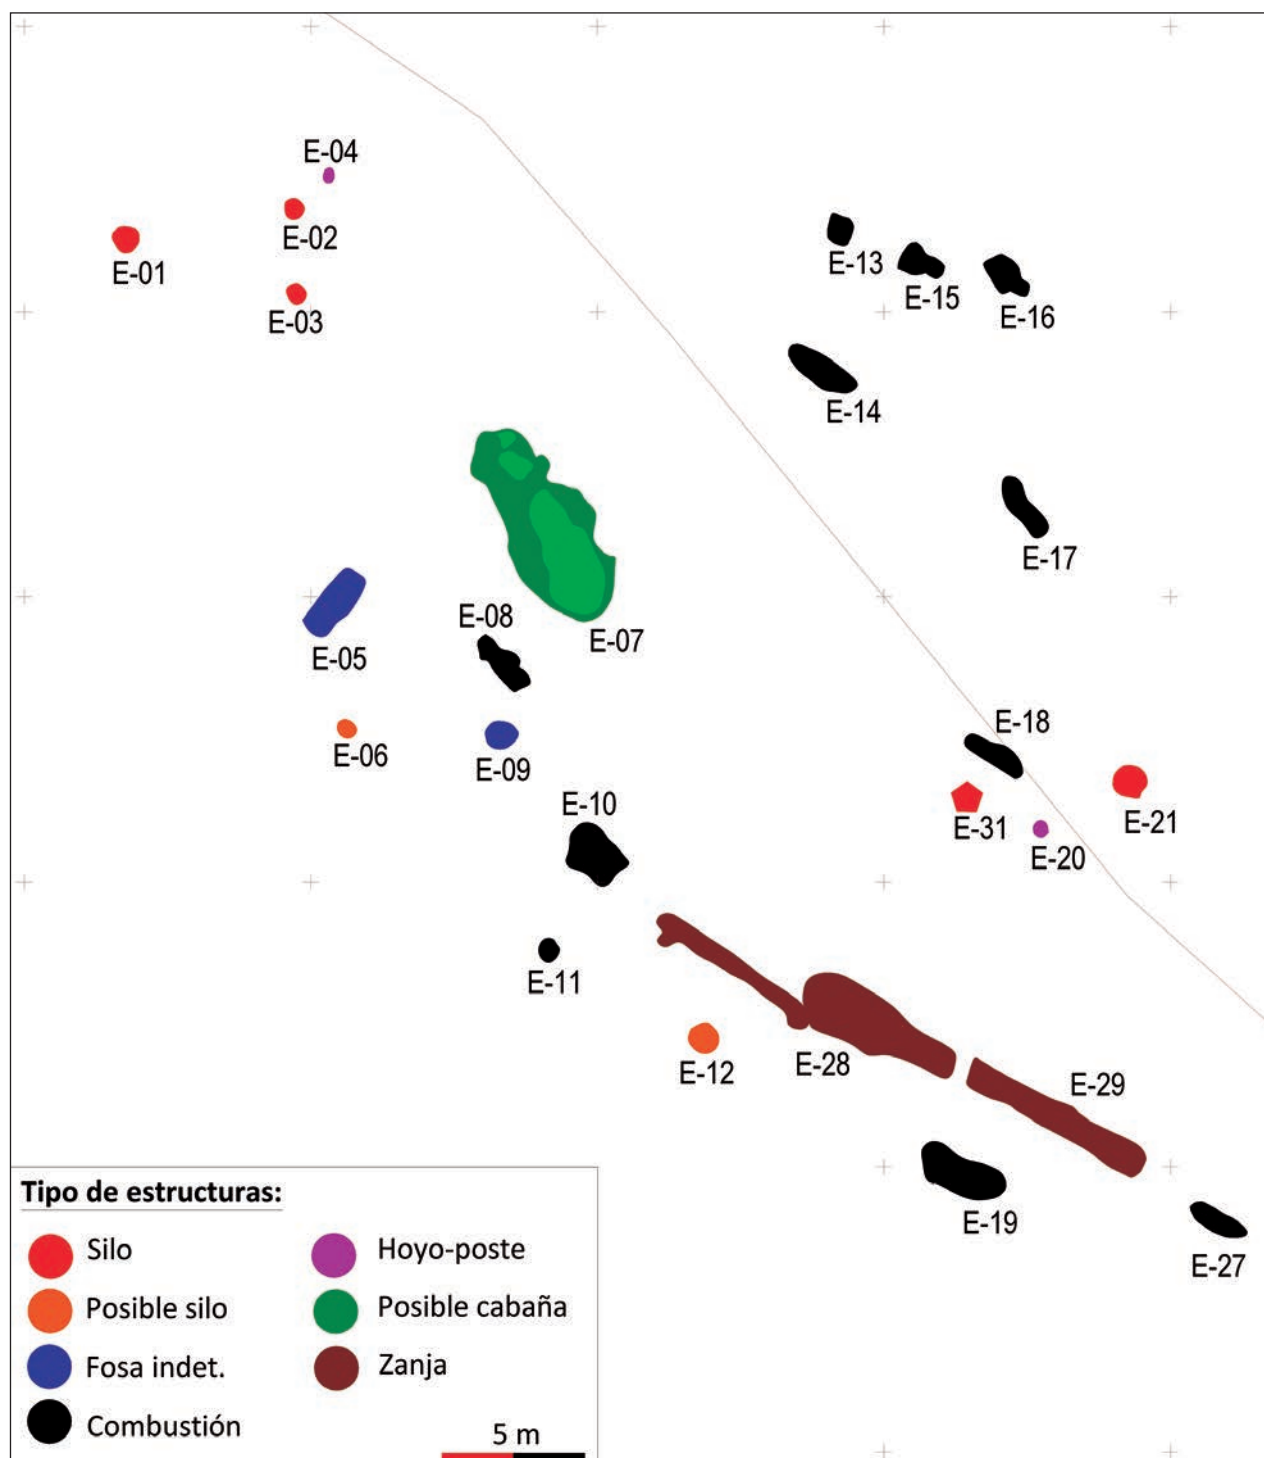 E-04
E-02
E-01
E-03
E-13
E-15
E-16
E-14
E-17
E-07
E-08
E-05
E-06
E-09
E-18
E-31
E-20
E-21
E-10
E-11
E-12
E-28
E-29
E-19
E-27
Tipo de estructuras:
Silo
Posible silo
Fosa indet.
Combustión
Hoyo-poste
Posible cabaña
Zanja
5 m